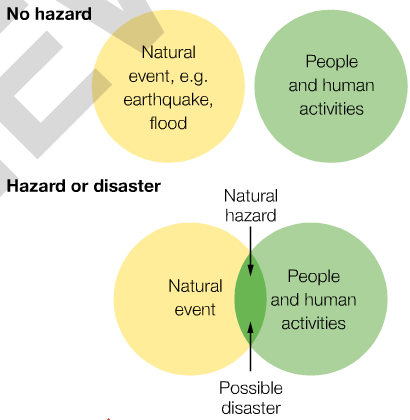 No hazard
Natural
event, e.g.
earthquake,
flood
People
and human
activities
Hazard or disaster
Natural
hazard
Natural
event
People
and human
activities
Possible
disaster